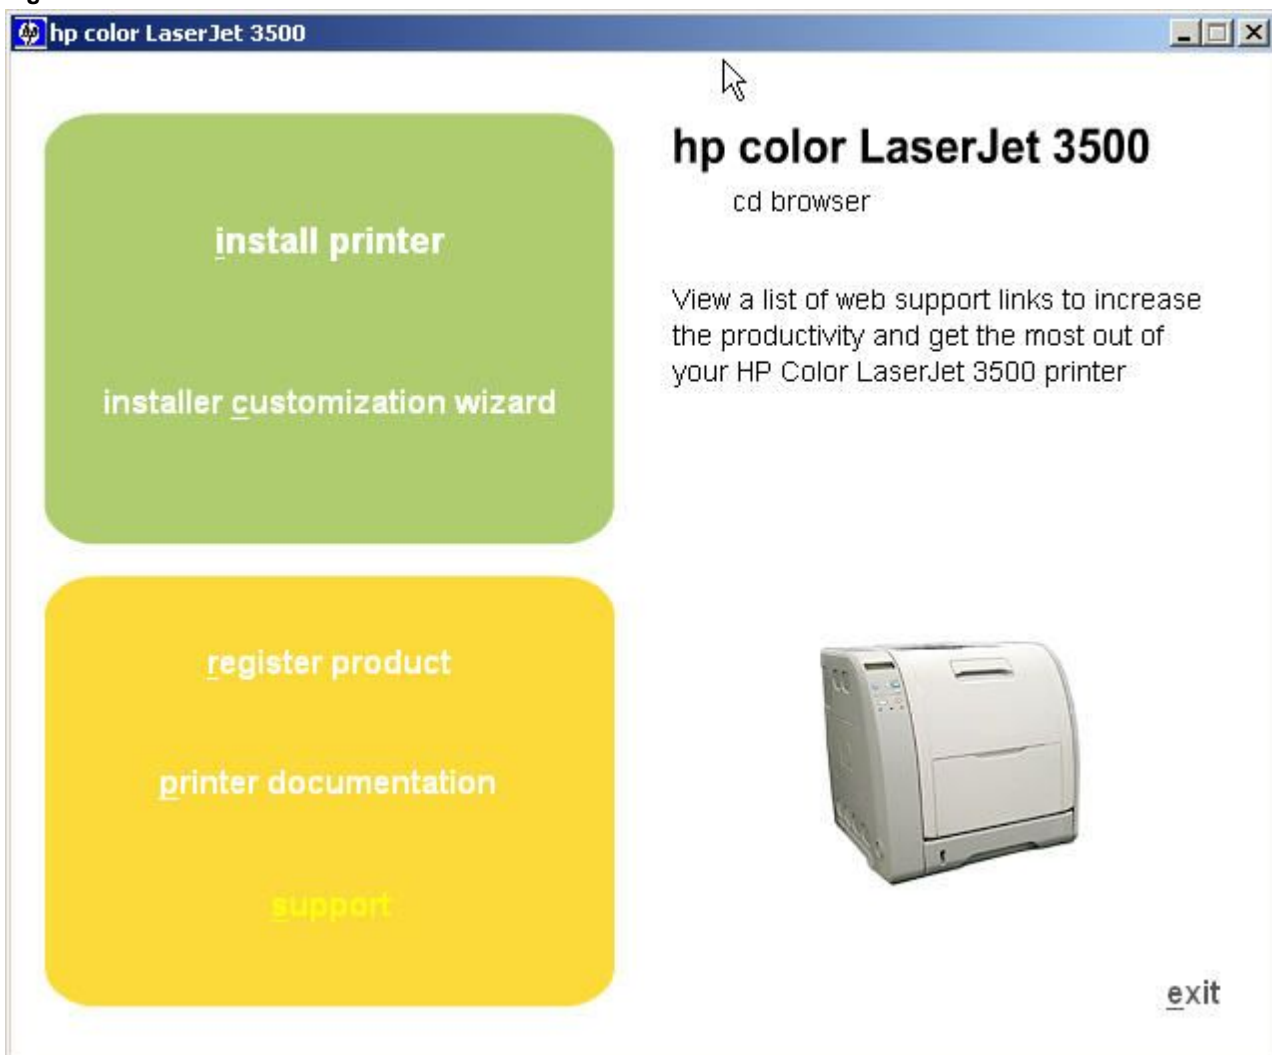 hp color LaserJet 3500
hp color LaserJet 3500
cd browser
View a list of web support links to increase
the productivity and get the most out of
your HP Color LaserJet 3500 printer
install printer
installer customization wizard
register product
printer documentation
support
exit